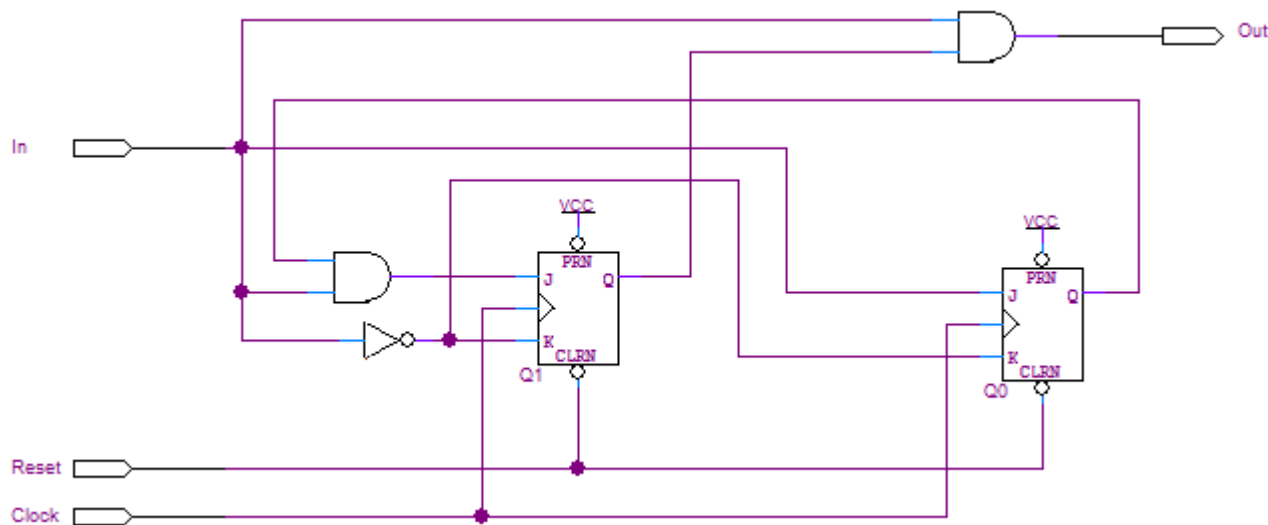 Out
In
VCC
VCC
PRN
J
Q
K
CLRN
Q1
PRN
J
Q
K
CLRN
Q0
Reset
Clock